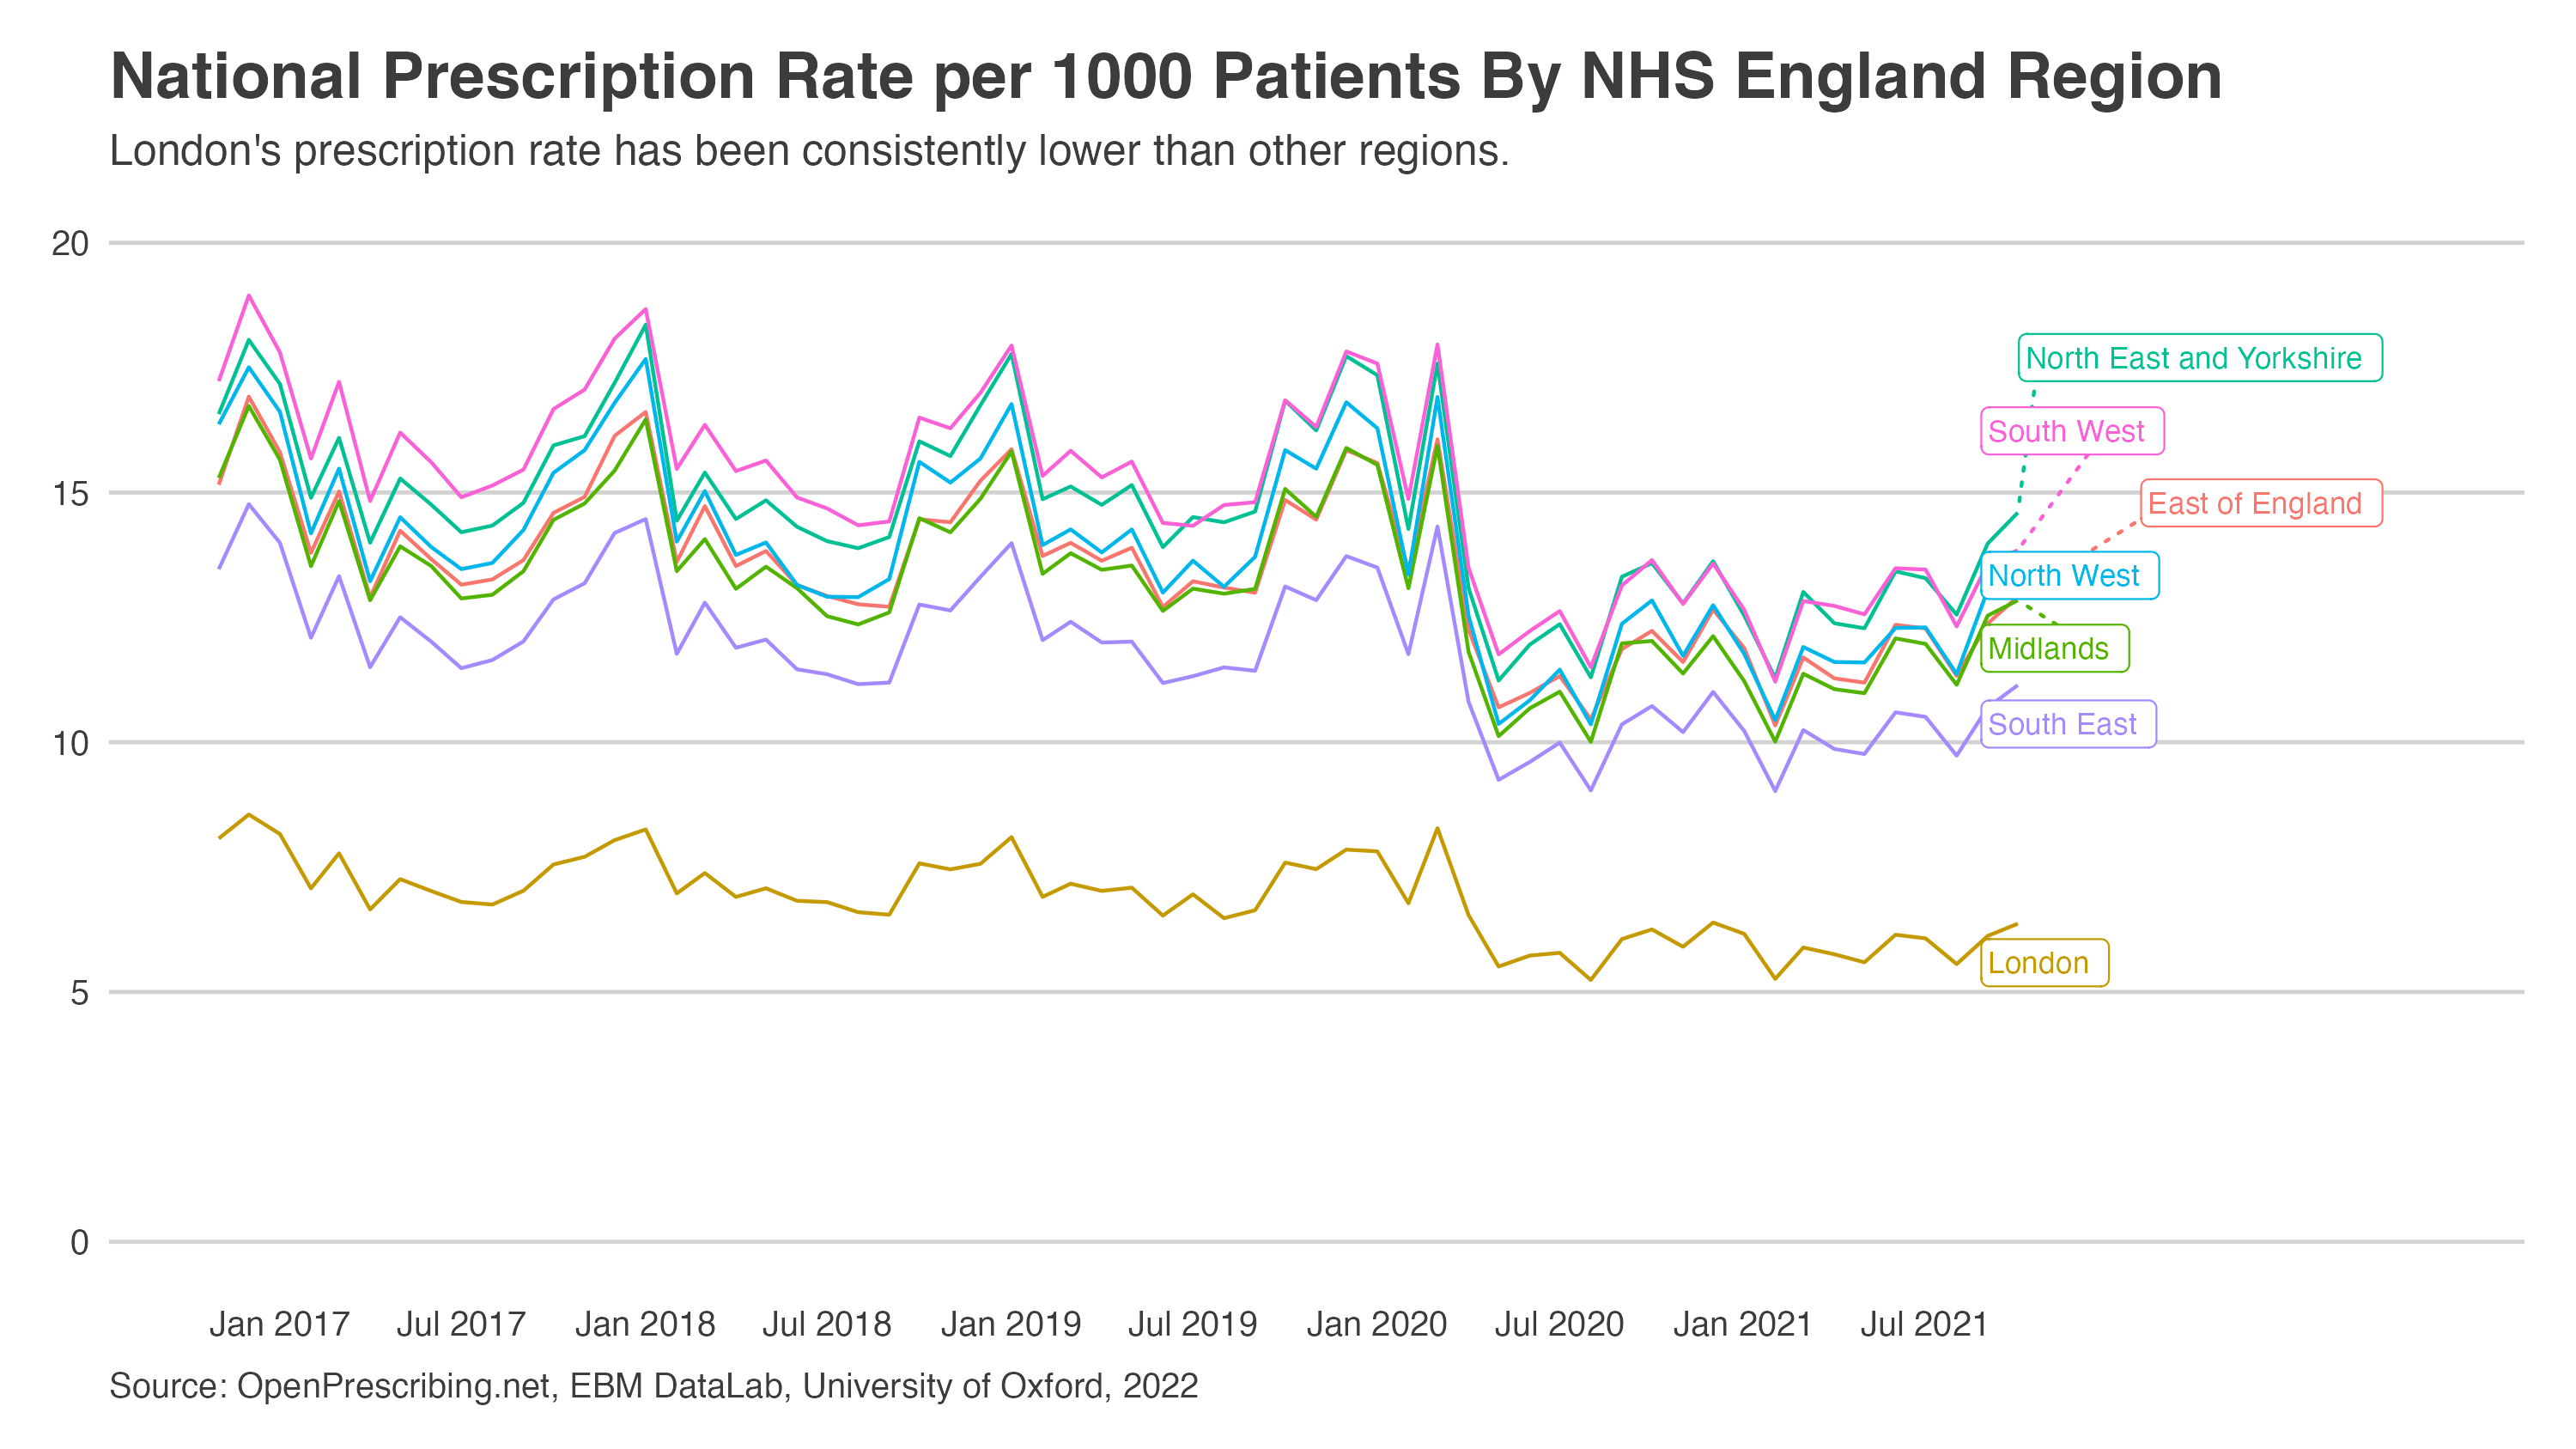 National Prescription Rate per 1000 Patients By NHS England Region
London's prescription rate has been consistently lower than other regions.
20
North East and Yorkshire
South West
15
East of England
North West
Midlands
South East
10
London
5
0
Jan 2017 Jul 2017 Jan 2018 Jul 2018 Jan 2019 Jul 2019 Jan 2020 Jul 2020 Jan 2021 Jul 2021
Source: OpenPrescribing.net, EBM DataLab, University of Oxford, 2022